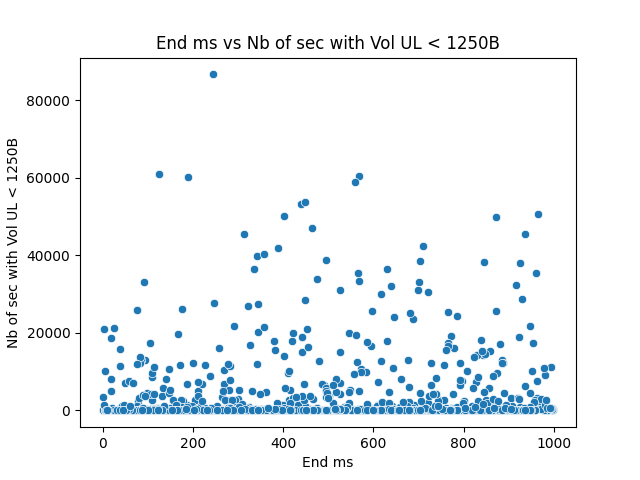 End ms vs Nb of sec with Vol UL < 1250B
Nb of sec with Vol UL < 1250B
80000
60000
40000
20000
0
0 200 400 600 800 1000
End ms